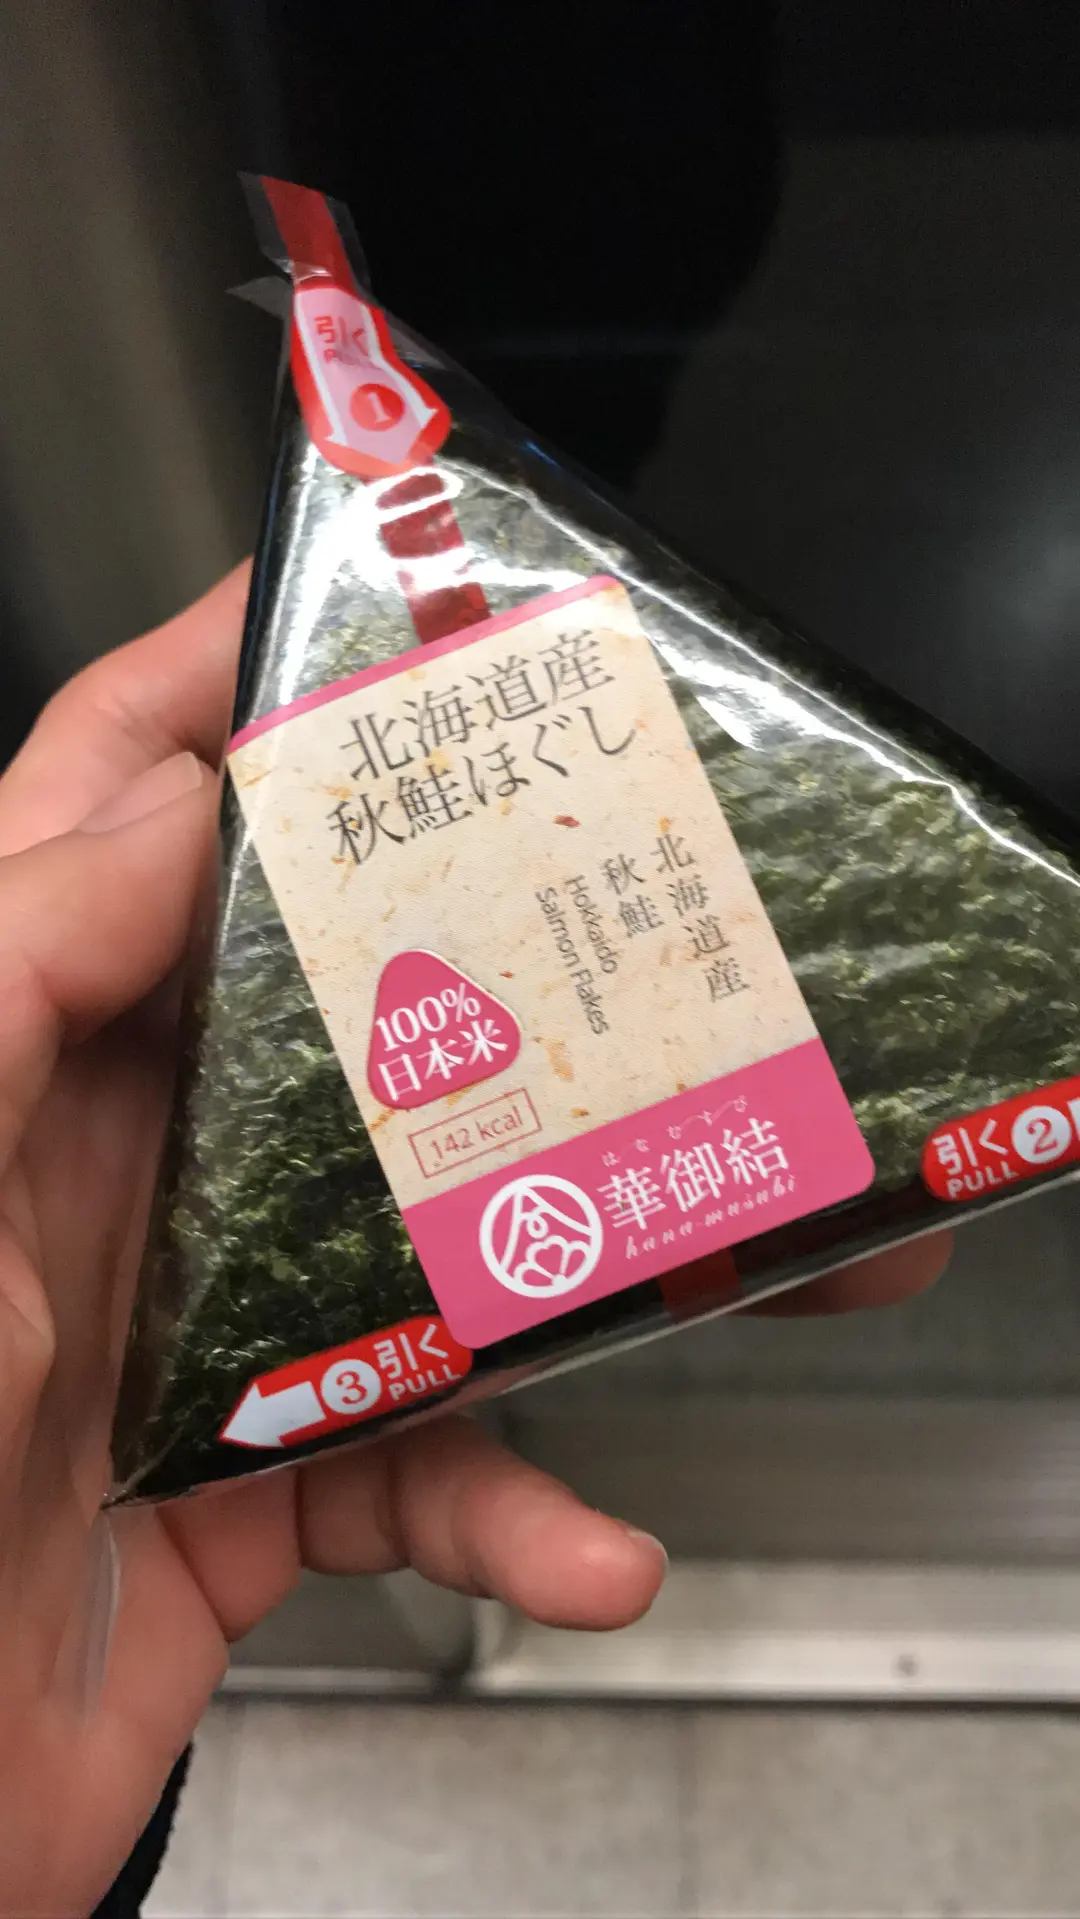 引く
PULL
1
北海道産
秋鮭ほぐし
北海道産
秋鮭
Hokkaido
Salmon Flakes
100%
日本米
142 kcal
はなむすび
華御結
hana-musubi
引く
PULL
2
3
引く
PULL